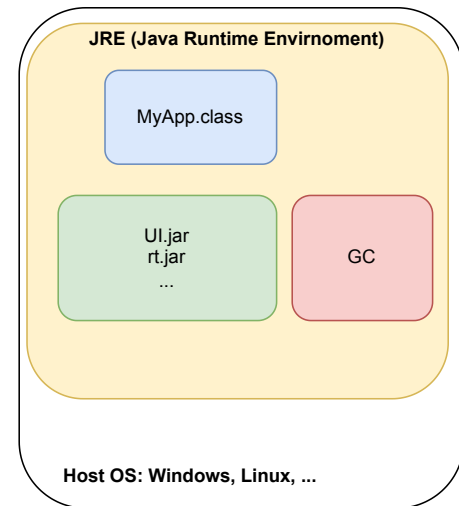 JRE (Java Runtime Envirnoment)
MyApp.class
UI.jar
rt.jar
...
GC
Host OS: Windows, Linux, ...